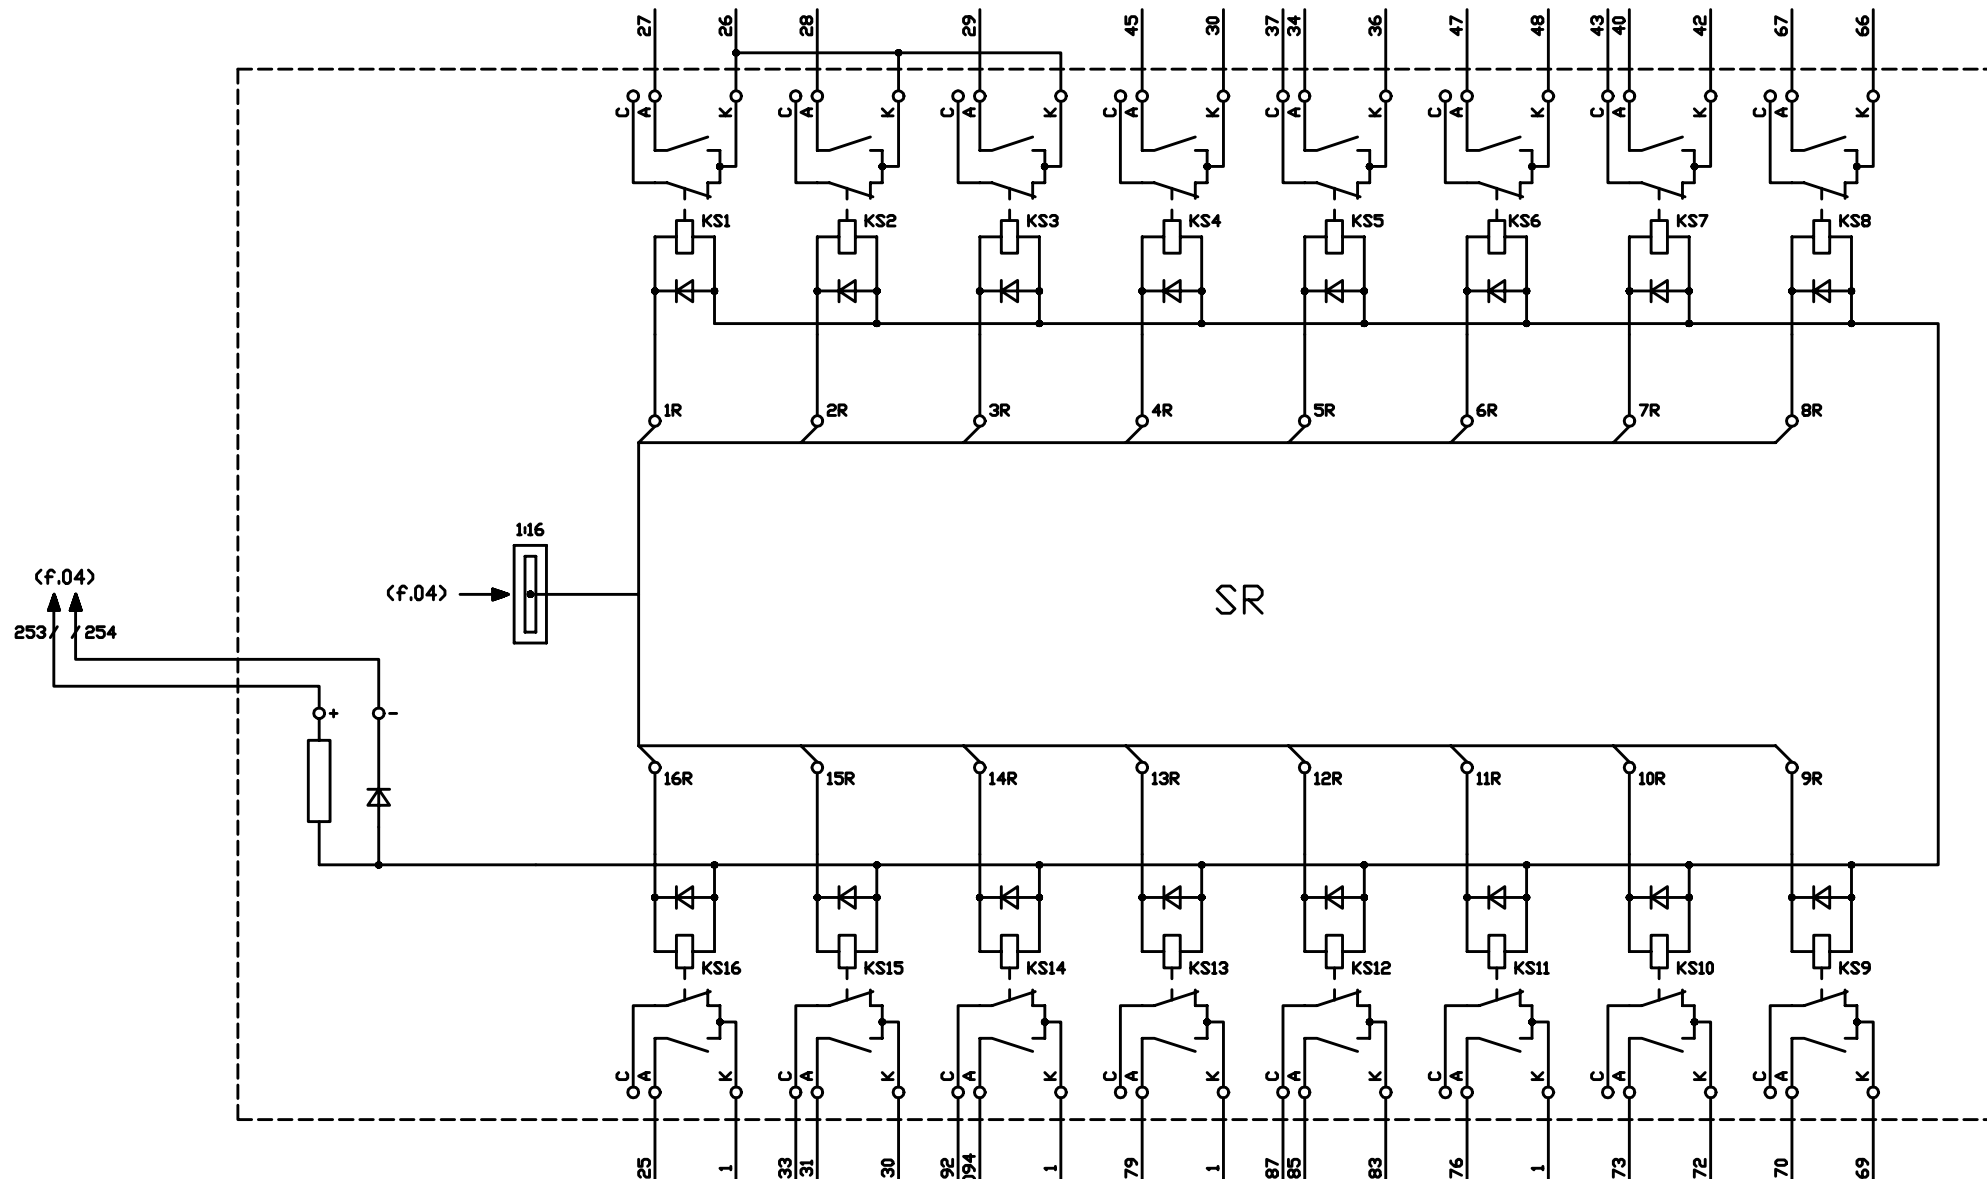 27 26 28 29 45 30 37 34 36 47 48 43 40 42 67 66
C A K C A K C A K C A K C A K C A K C A K C A K
KS1 KS2 KS3 KS4 KS5 KS6 KS7 KS8
1R 2R 3R 4R 5R 6R 7R 8R
1:16
(f.04)
(f.04)
SR
253 254
+ -
16R 15R 14R 13R 12R 11R 10R 9R
KS16 KS15 KS14 KS13 KS12 KS11 KS10 KS9
C A K C A K C A K C A K C A K C A K C A K C A K
25 1 33 31 30 92 094 1 79 1 87 85 83 76 1 73 72 70 69